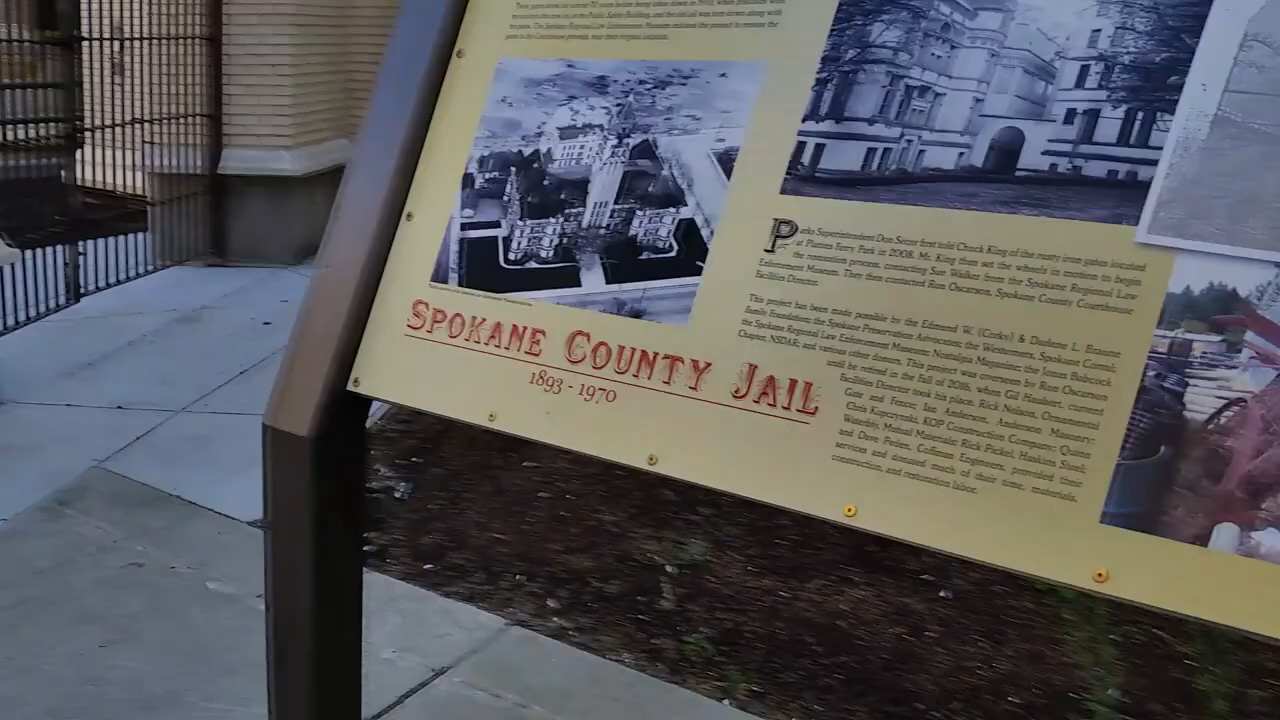 SPOKANE COUNTY JAIL
1893 - 1970
Parks Superintendent Don Secor first told Chuck King of the rusty iron gates located
at Plantes Ferry Park in 2008. Mr. King then set the wheels in motion to begin
the restoration process, contacting Sue Walker from the Spokane Regional Law
Enforcement Museum. They then contacted Ron Oscarson, Spokane County Courthouse
Facilities Director.
This project has been made possible by the Edmund W. (Corky) & Darlene L. Braune
Family Foundation; the Spokane Preservation Advocates; the Westerners, Spokane Corral;
the Spokane Regional Law Enforcement Museum; Nostalgia Magazine; the Jonas Babcock
Chapter, NSDAR; and various other donors. This project was overseen by Ron Oscarson
until he retired in the Fall of 2018, when Gil Haubert, current
Facilities Director took his place. Rick Nelson, Ornamental
Gate and Fence; Ian Anderson, Anderson Masonry;
Chris Kopczynski, KOP Construction Company; Quinn
Mutual Materials; Rick Haskins Steel;
and Dave Coffman Engineers, provided their
services and donated much of their time, materials,
construction, and restoration labor.